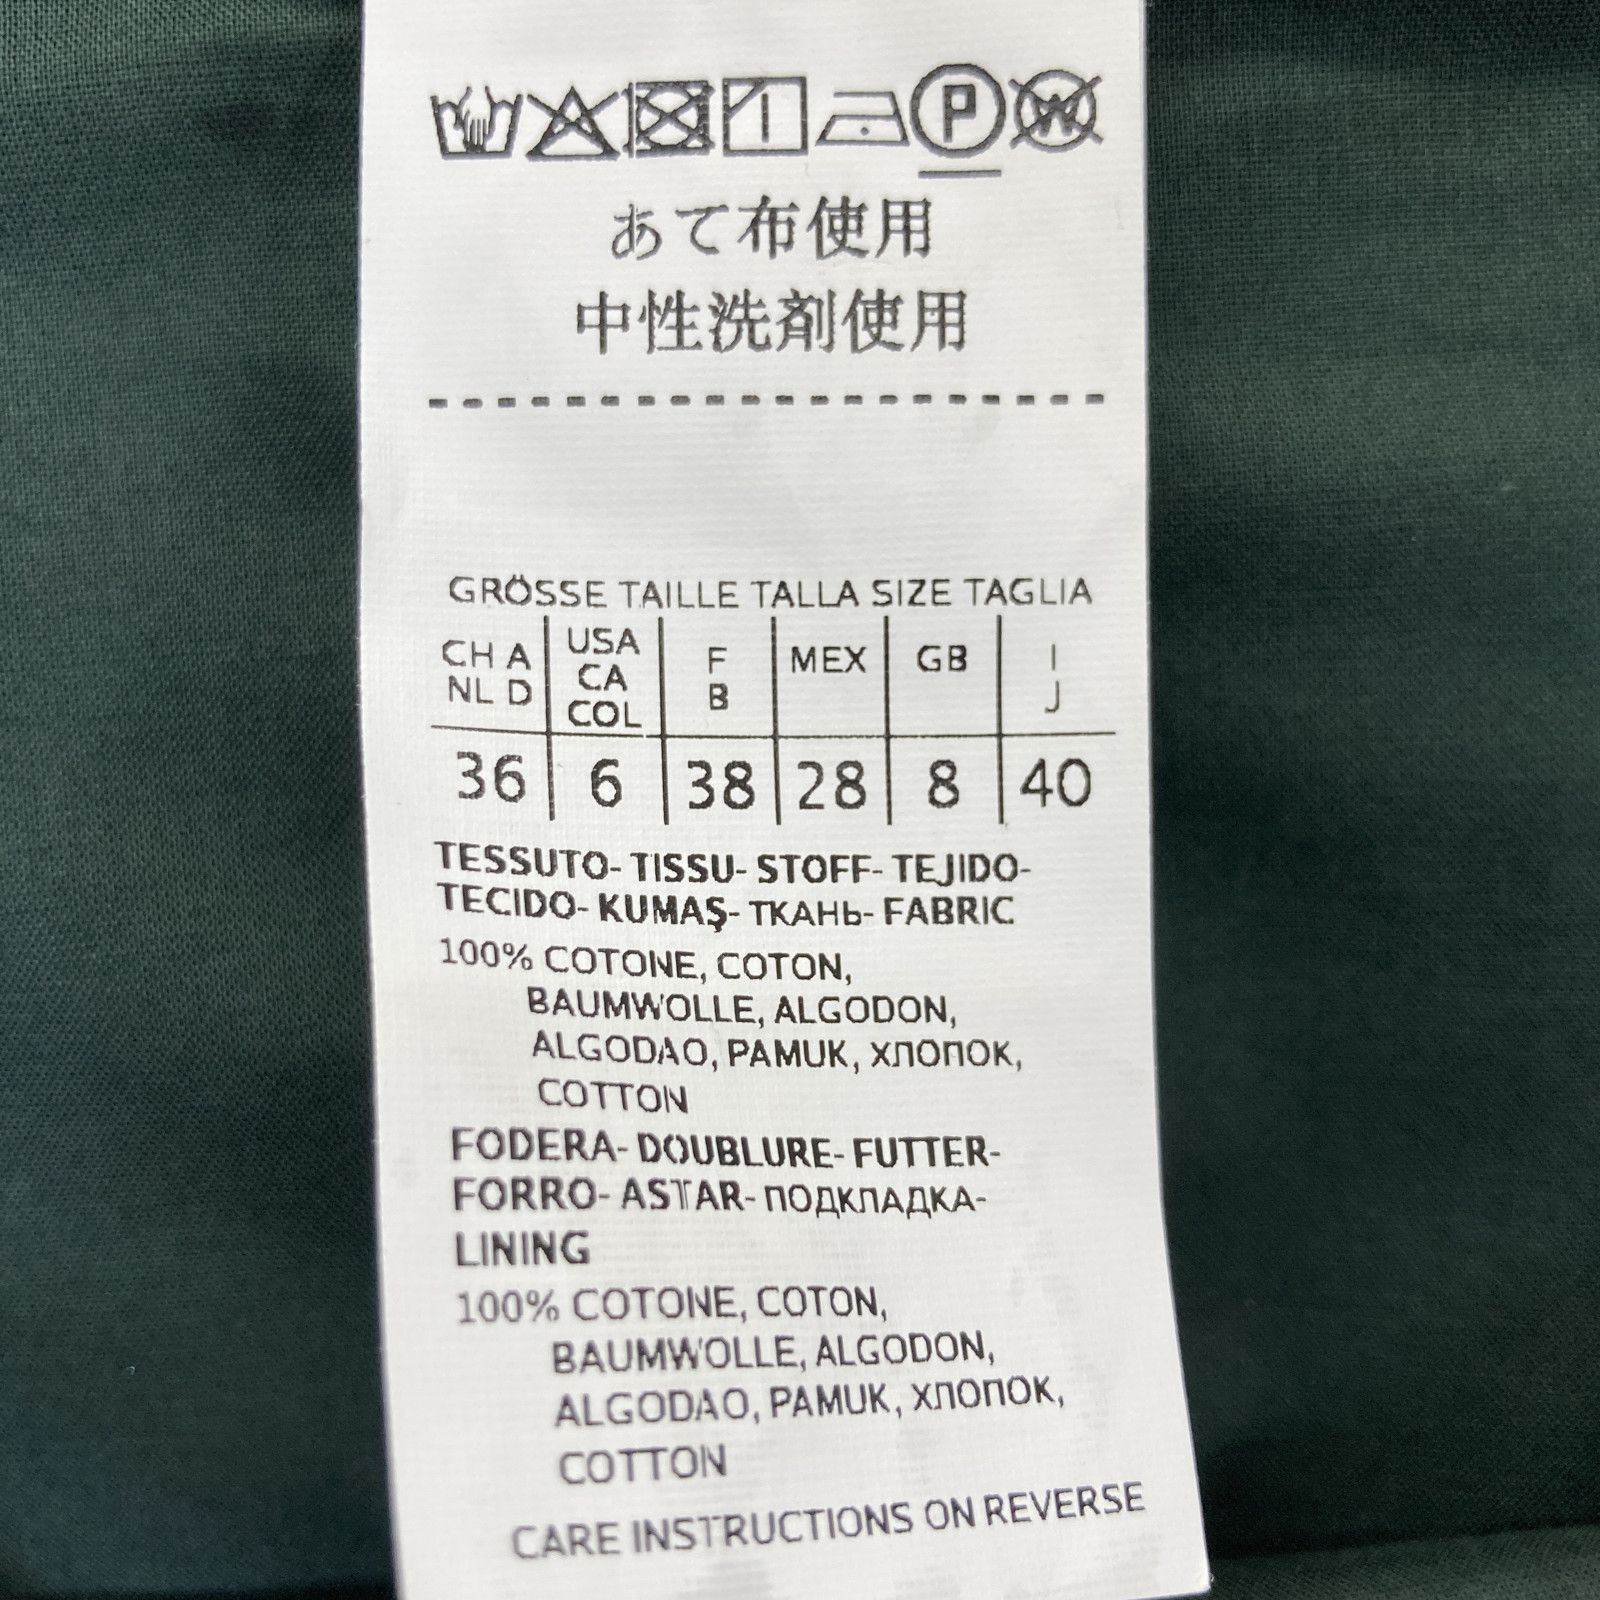 P W
あて布使用
中性洗剤使用
GRÖSSE TAILLE TALLA SIZE TAGLIA
CH A NL D USA CA COL F B MEX GB I J
36 6 38 28 8 40
TESSUTO- TISSU- STOFF- TEJIDO-
TECIDO- KUMAŞ- ТКАНЬ- FABRIC
100% COTONE, COTON,
BAUMWOLLE, ALGODON,
ALGODAO, PAMUK, ХЛОПОК,
COTTON
FODERA- DOUBLURE- FUTTER-
FORRO- ASTAR- ПОДКЛАДКА-
LINING
100% COTONE, COTON,
BAUMWOLLE, ALGODON,
ALGODAO, PAMUK, ХЛОПОК,
COTTON
CARE INSTRUCTIONS ON REVERSE